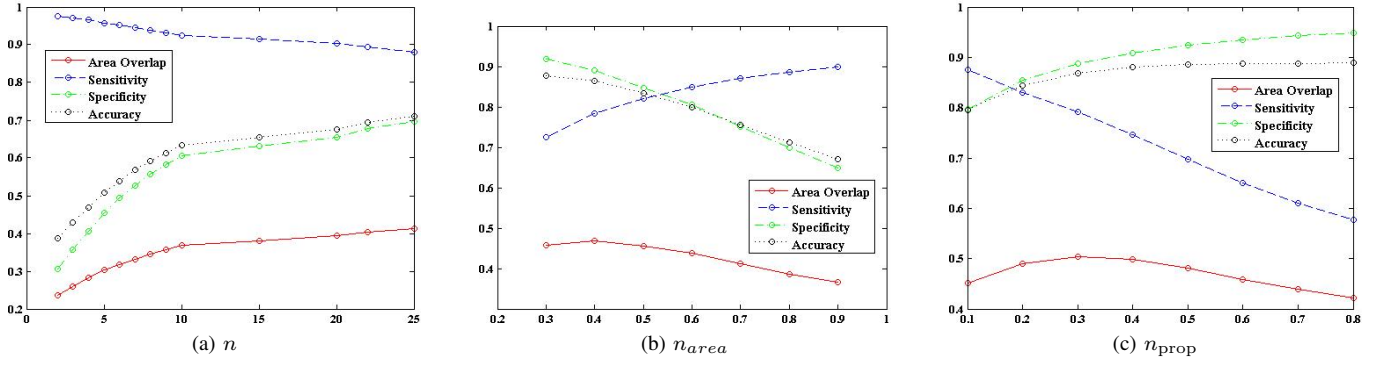 1
0.9
0.8
0.7
0.6
0.5
0.4
0.3
0.2
0 5 10 15 20 25
Area Overlap
Sensitivity
Specificity
Accuracy
(a) n
1
0.9
0.8
0.7
0.6
0.5
0.4
0.2 0.3 0.4 0.5 0.6 0.7 0.8 0.9 1
Area Overlap
Sensitivity
Specificity
Accuracy
(b) n_area
1
0.9
0.8
0.7
0.6
0.5
0.4
0.1 0.2 0.3 0.4 0.5 0.6 0.7 0.8
Area Overlap
Sensitivity
Specificity
Accuracy
(c) n_prop